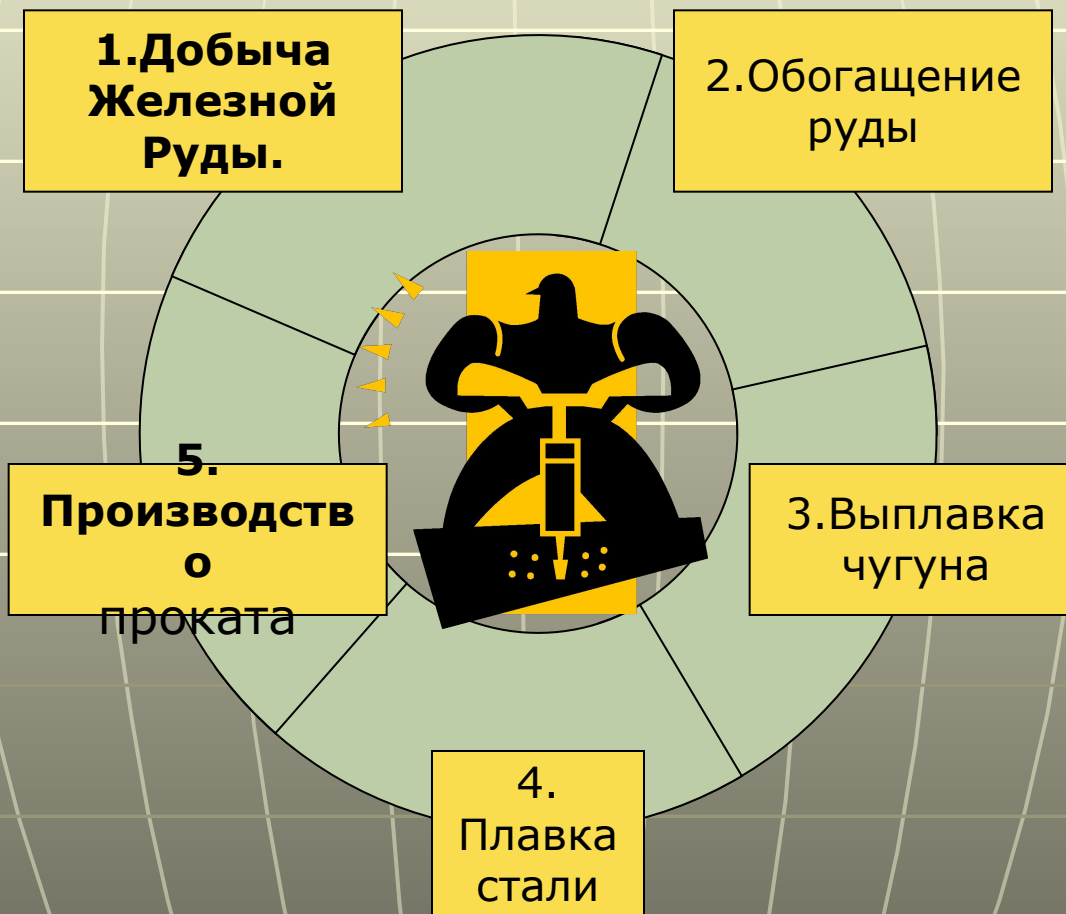 1.Добыча
Железной
Руды.
2.Обогащение
руды
3.Выплавка
чугуна
4.
Плавка
стали
5.
Производств
о
проката